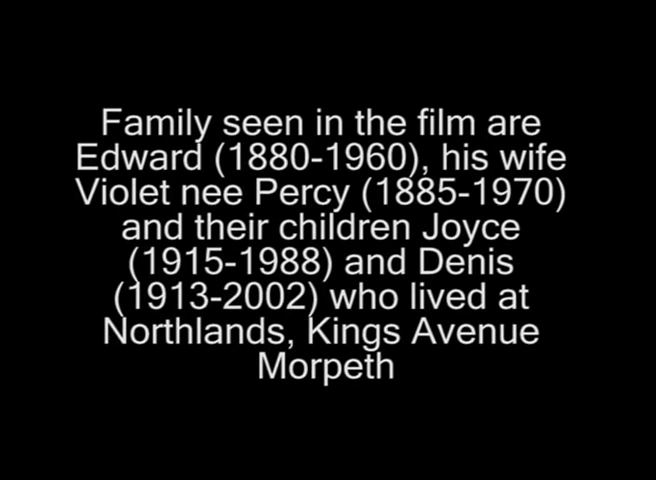 Family seen in the film are
Edward (1880-1960), his wife
Violet nee Percy (1885-1970)
and their children Joyce
(1915-1988) and Denis
(1913-2002) who lived at
Northlands, Kings Avenue
Morpeth